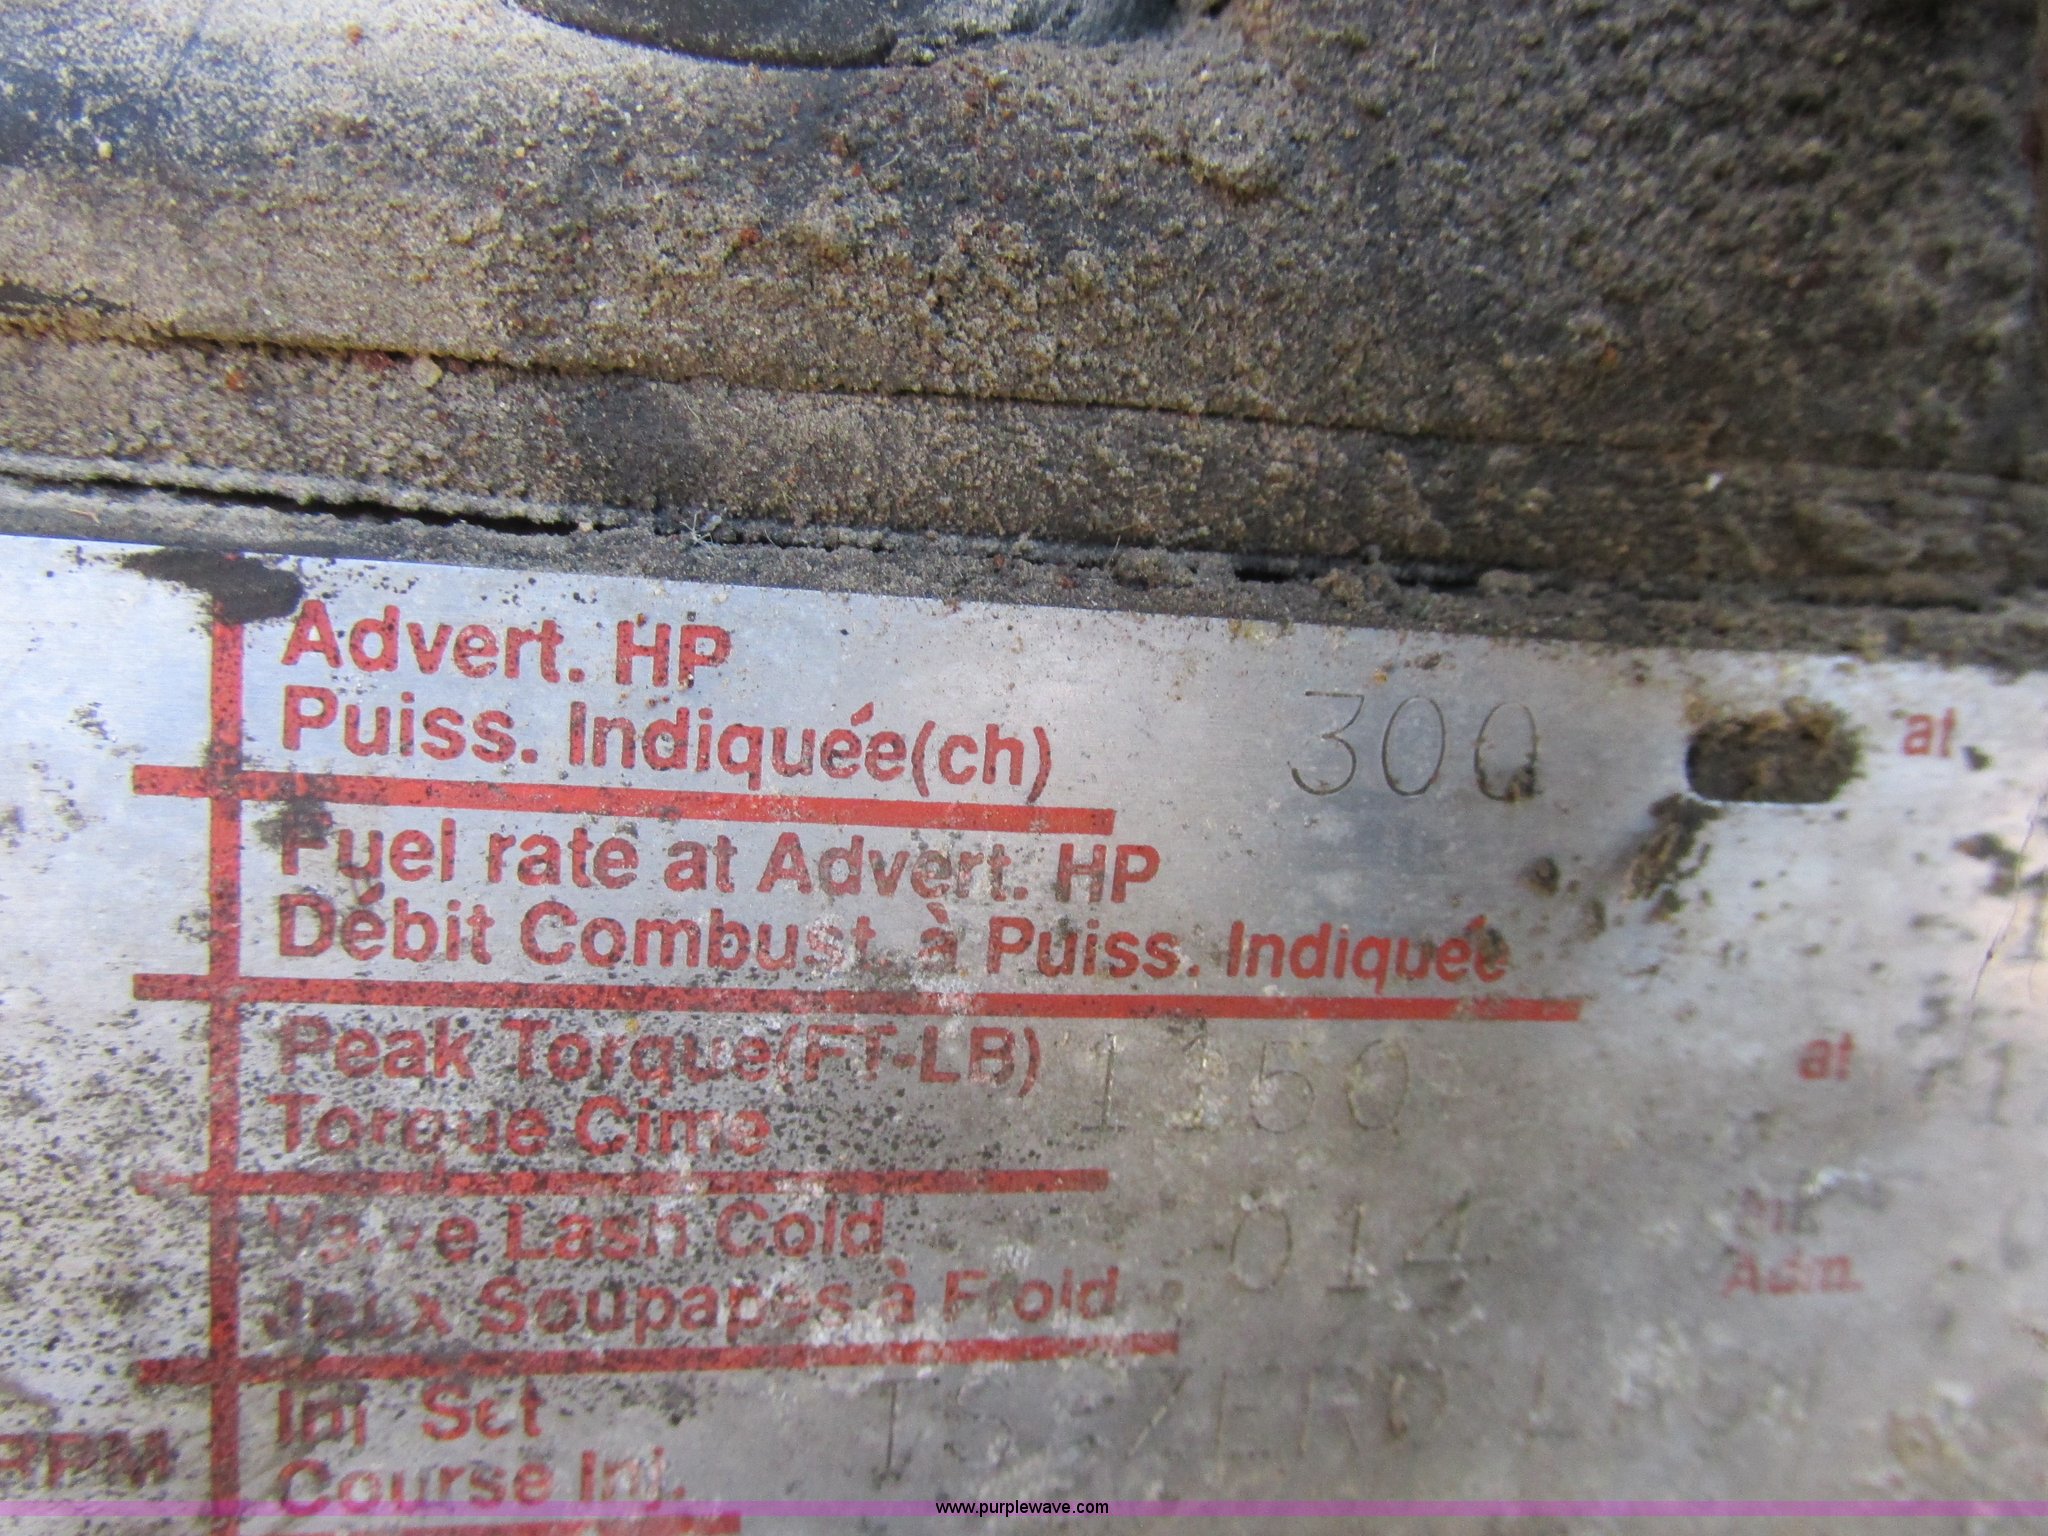 Advert. HP
Puiss. Indiquée(ch) 300 at
Fuel rate at Advert. HP
Débit Combust. à Puiss. Indiquée
Peak Torque(FT-LB) 1150 at
Torque Cime
Valve Lash Cold 014
Jeux Soupapes à Froid Adm.
Inj Set
RPM Course Inj.
www.purplewave.com